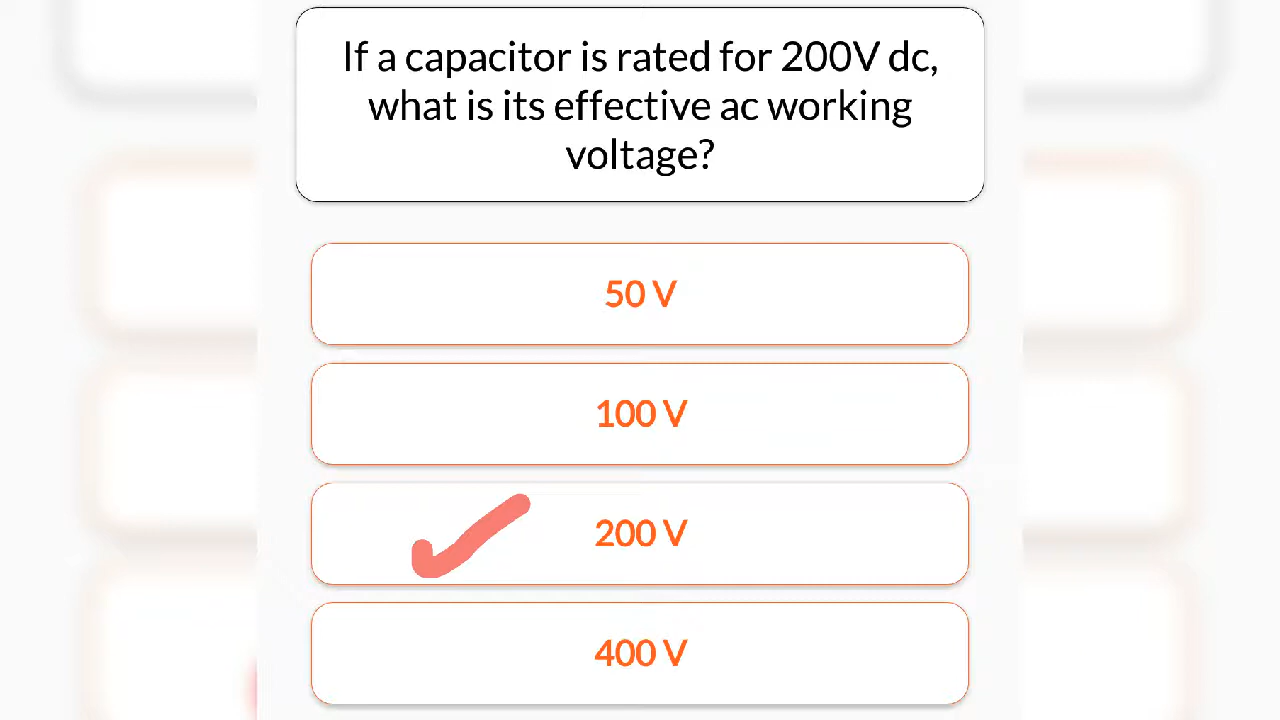 If a capacitor is rated for 200V dc,
what is its effective ac working
voltage?
50 V
100 V
200 V
400 V